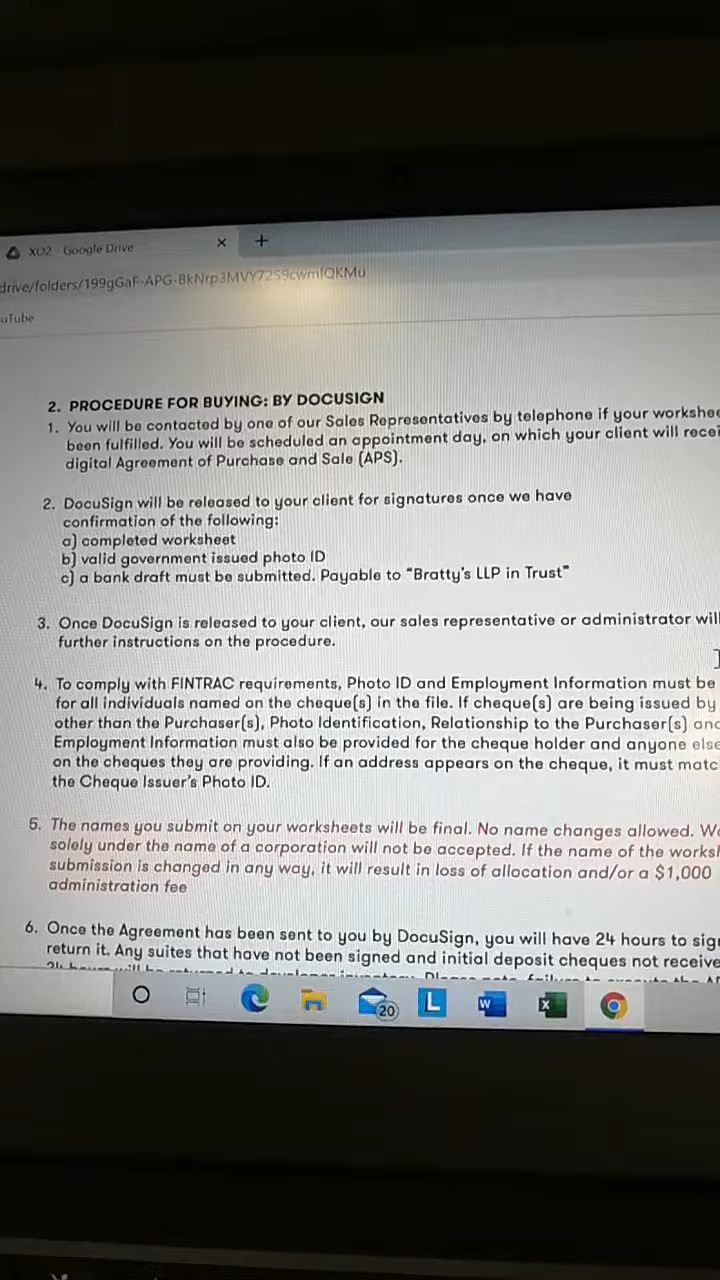 XO2 - Google Drive × +
drive/folders/199gGaF-APG-BkNrp3MVY7259cwmIQKMu
uTube
2. PROCEDURE FOR BUYING: BY DOCUSIGN
1. You will be contacted by one of our Sales Representatives by telephone if your workshee
been fulfilled. You will be scheduled an appointment day, on which your client will recei
digital Agreement of Purchase and Sale (APS).
2. DocuSign will be released to your client for signatures once we have
confirmation of the following:
a) completed worksheet
b) valid government issued photo ID
c) a bank draft must be submitted. Payable to "Bratty's LLP in Trust"
3. Once DocuSign is released to your client, our sales representative or administrator will
further instructions on the procedure.
4. To comply with FINTRAC requirements, Photo ID and Employment Information must be
for all individuals named on the cheque(s) in the file. If cheque(s) are being issued by
other than the Purchaser(s), Photo Identification, Relationship to the Purchaser(s) and
Employment Information must also be provided for the cheque holder and anyone else
on the cheques they are providing. If an address appears on the cheque, it must matc
the Cheque Issuer's Photo ID.
5. The names you submit on your worksheets will be final. No name changes allowed. Wo
solely under the name of a corporation will not be accepted. If the name of the works
submission is changed in any way, it will result in loss of allocation and/or a $1,000
administration fee
6. Once the Agreement has been sent to you by DocuSign, you will have 24 hours to sig
return it. Any suites that have not been signed and initial deposit cheques not receive
20
L
W
X